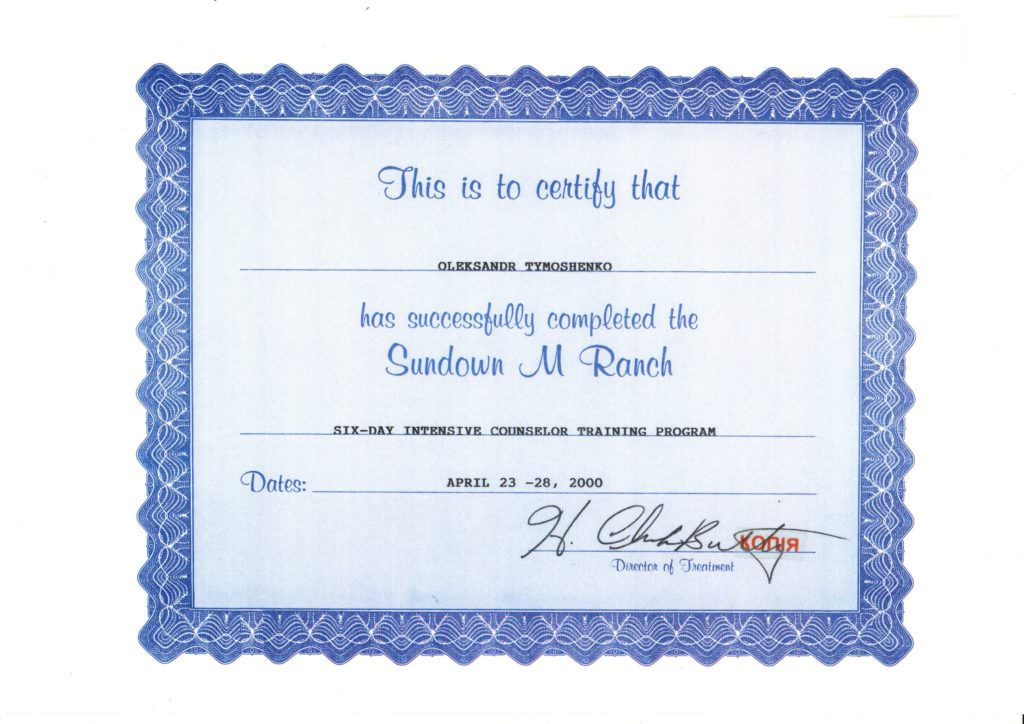 This is to certify that
OLEKSANDR TYMOSHENKO
has successfully completed the
Sundown M Ranch
SIX-DAY INTENSIVE COUNSELOR TRAINING PROGRAM
Dates: APRIL 23 -28, 2000
КОПІЯ
Director of Treatment